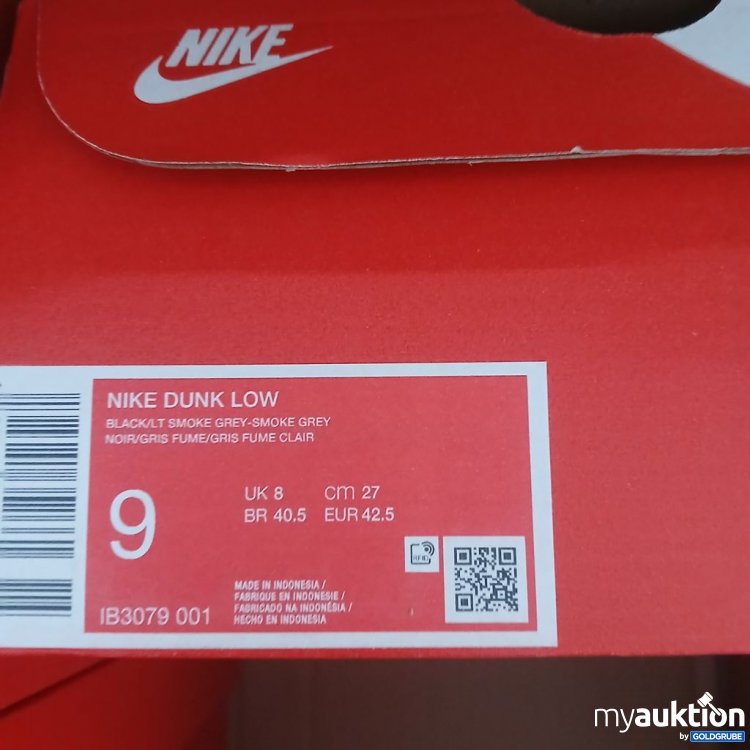 NIKE
NIKE DUNK LOW
BLACK/LT SMOKE GREY-SMOKE GREY
NOIR/GRIS FUME/GRIS FUME CLAIR
9
UK 8 cm 27
BR 40.5 EUR 42.5
RFID
MADE IN INDONESIA /
FABRIQUE EN INDONESIE /
FABRICADO NA INDONÉSIA /
HECHO EN INDONESIA
IB3079 001
myauktion
by GOLDGRUBE